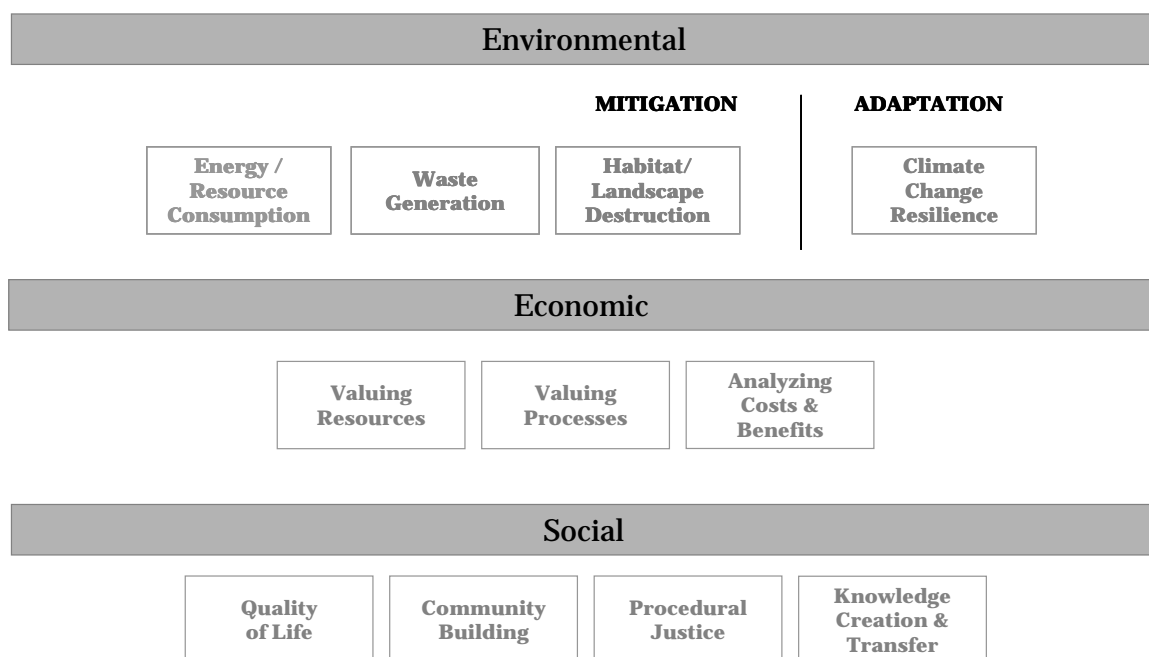 Environmental
MITIGATION
ADAPTATION
Energy /
Resource
Consumption
Waste
Generation
Habitat/
Landscape
Destruction
Climate
Change
Resilience
Economic
Valuing
Resources
Valuing
Processes
Analyzing
Costs &
Benefits
Social
Quality
of Life
Community
Building
Procedural
Justice
Knowledge
Creation &
Transfer